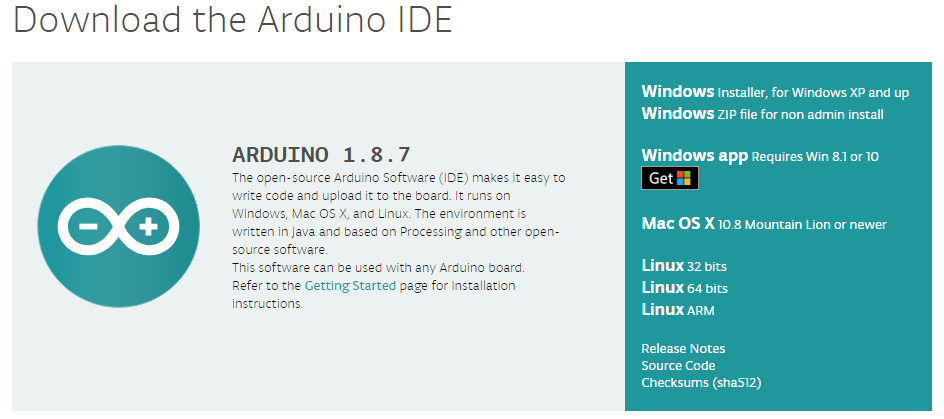 Download the Arduino IDE
ARDUINO 1.8.7
The open-source Arduino Software (IDE) makes it easy to
write code and upload it to the board. It runs on
Windows, Mac OS X, and Linux. The environment is
written in Java and based on Processing and other open-
source software.
This software can be used with any Arduino board.
Refer to the Getting Started page for Installation
instructions.
Windows Installer, for Windows XP and up
Windows ZIP file for non admin install
Windows app Requires Win 8.1 or 10
Get
Mac OS X 10.8 Mountain Lion or newer
Linux 32 bits
Linux 64 bits
Linux ARM
Release Notes
Source Code
Checksums (sha512)